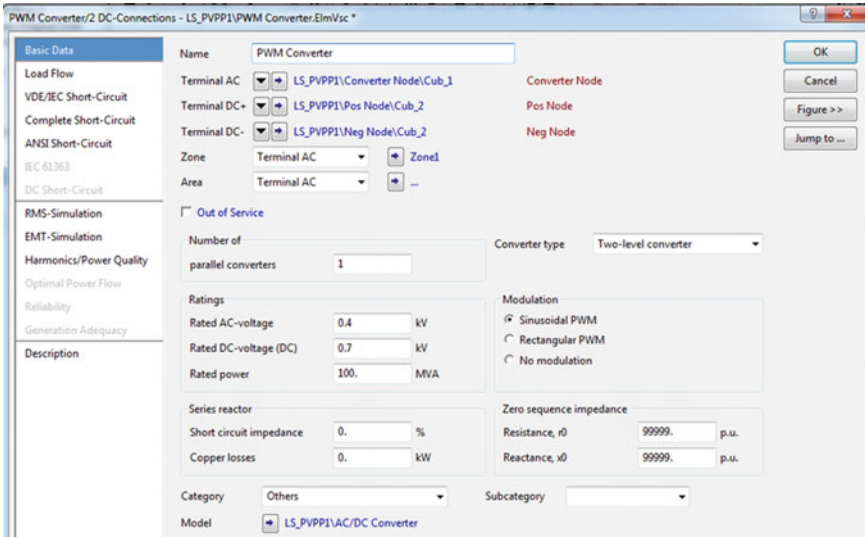 PWM Converter/2 DC-Connections - LS_PVPP1\PWM Converter.ElmVsc *
Basic Data
Load Flow
VDE/IEC Short-Circuit
Complete Short-Circuit
ANSI Short-Circuit
IEC 61363
DC Short-Circuit
RMS-Simulation
EMT-Simulation
Harmonics/Power Quality
Optimal Power Flow
Reliability
Generation Adequacy
Description
Name PWM Converter
Terminal AC LS_PVPP1\Converter Node\Cub_1 Converter Node
Terminal DC+ LS_PVPP1\Pos Node\Cub_2 Pos Node
Terminal DC- LS_PVPP1\Neg Node\Cub_2 Neg Node
Zone Terminal AC Zone1
Area Terminal AC ...
Out of Service
Number of
parallel converters 1
Converter type Two-level converter
Ratings
Rated AC-voltage 0.4 kV
Rated DC-voltage (DC) 0.7 kV
Rated power 100. MVA
Modulation
Sinusoidal PWM
Rectangular PWM
No modulation
Series reactor
Short circuit impedance 0. %
Copper losses 0. kW
Zero sequence impedance
Resistance, r0 99999. p.u.
Reactance, x0 99999. p.u.
Category Others Subcategory
Model LS_PVPP1\AC/DC Converter
OK
Cancel
Figure >>
Jump to ...